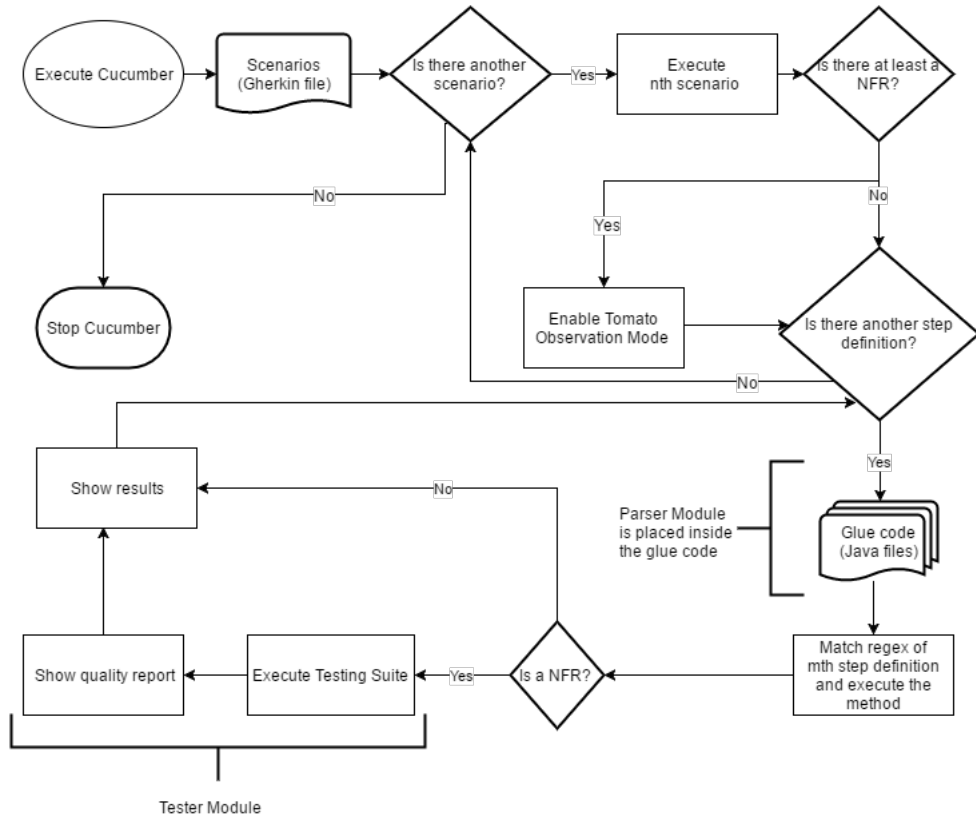 Execute Cucumber
Scenarios
(Gherkin file)
Is there another
scenario?
Yes
Execute
nth scenario
Is there at least a
NFR?
No
Yes
No
Stop Cucumber
Enable Tomato
Observation Mode
Is there another step
definition?
No
Yes
Show results
No
Parser Module
is placed inside
the glue code
Glue code
(Java files)
Match regex of
mth step definition
and execute the
method
Is a NFR?
Yes
Execute Testing Suite
Show quality report
Tester Module